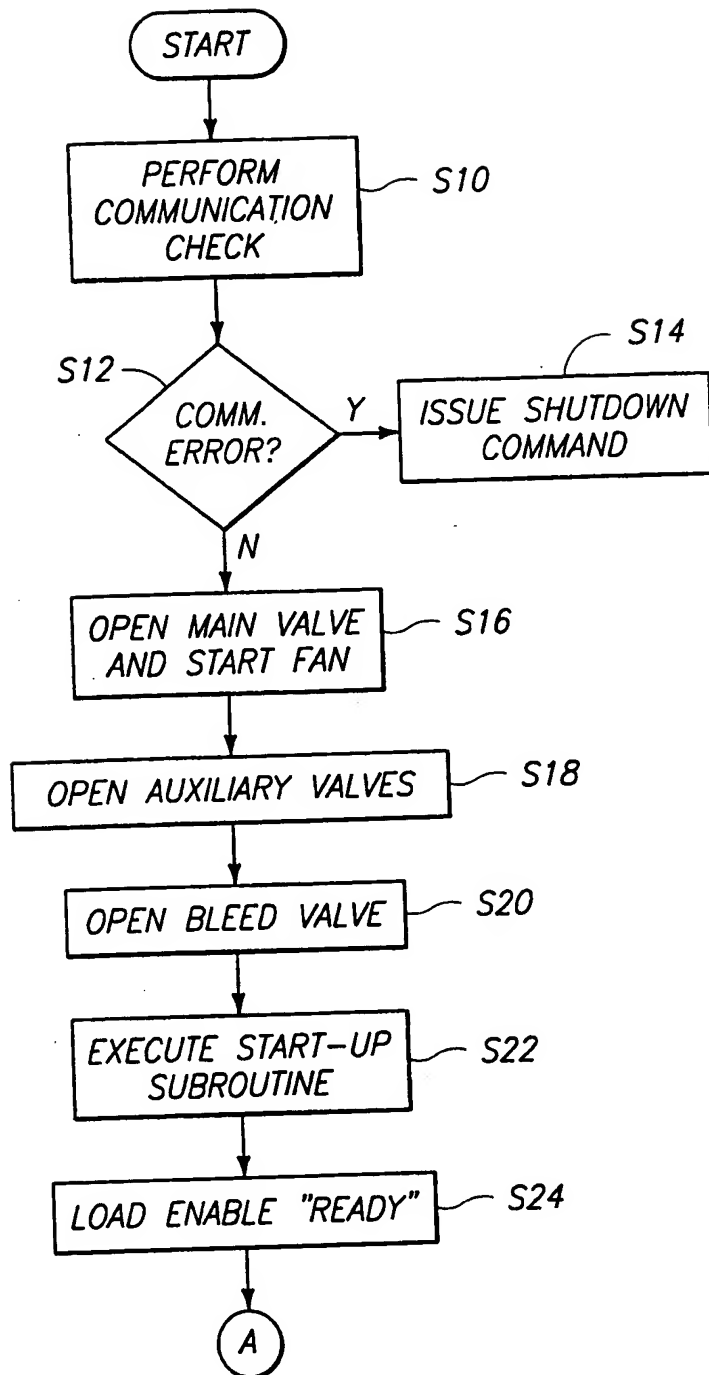 START
PERFORM
COMMUNICATION
CHECK
S10
S12
COMM.
ERROR?
Y
S14
ISSUE SHUTDOWN
COMMAND
N
OPEN MAIN VALVE
AND START FAN
S16
OPEN AUXILIARY VALVES
S18
OPEN BLEED VALVE
S20
EXECUTE START-UP
SUBROUTINE
S22
LOAD ENABLE "READY"
S24
A